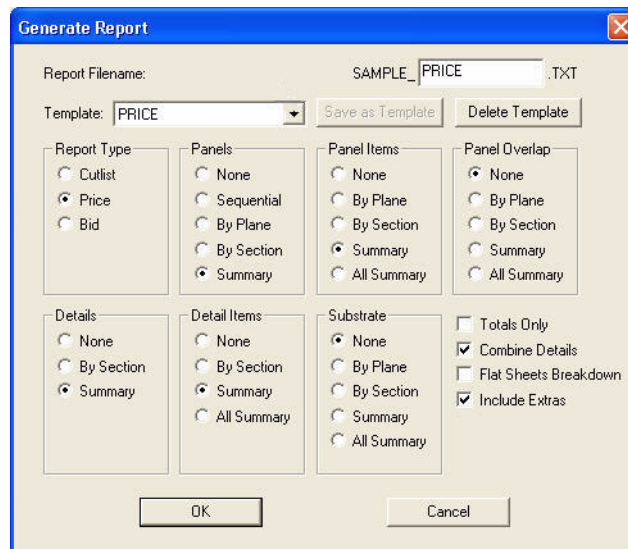 Generate Report
Report Filename: SAMPLE_ PRICE .TXT
Template: PRICE Save as Template Delete Template
Report Type
Cutlist
Price
Bid
Panels
None
Sequential
By Plane
By Section
Summary
Panel Items
None
By Plane
By Section
Summary
All Summary
Panel Overlap
None
By Plane
By Section
Summary
All Summary
Details
None
By Section
Summary
Detail Items
None
By Section
Summary
All Summary
Substrate
None
By Plane
By Section
Summary
All Summary
Totals Only
Combine Details
Flat Sheets Breakdown
Include Extras
OK Cancel